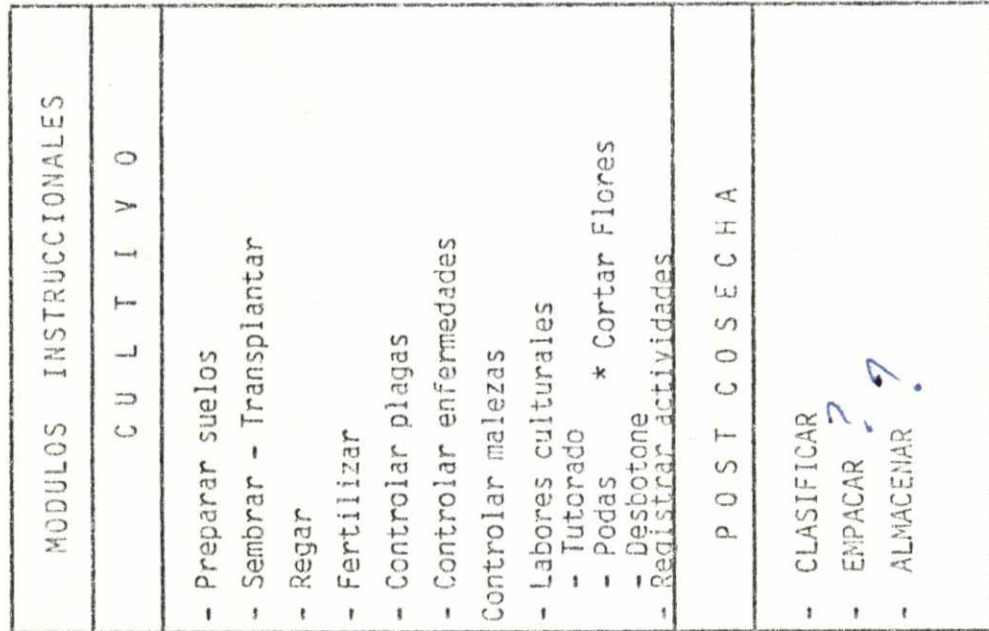 MODULOS INSTRUCCIONALES
C U L T I V O
- Preparar suelos
- Sembrar - Transplantar
- Regar
- Fertilizar
- Controlar plagas
- Controlar enfermedades
Controlar malezas
- Labores culturales
- Tutorado
- Podas * Cortar Flores
- Desbotone
- Registrar actividades
P O S T C O S E C H A
- CLASIFICAR
- EMPACAR ?
- ALMACENAR ?